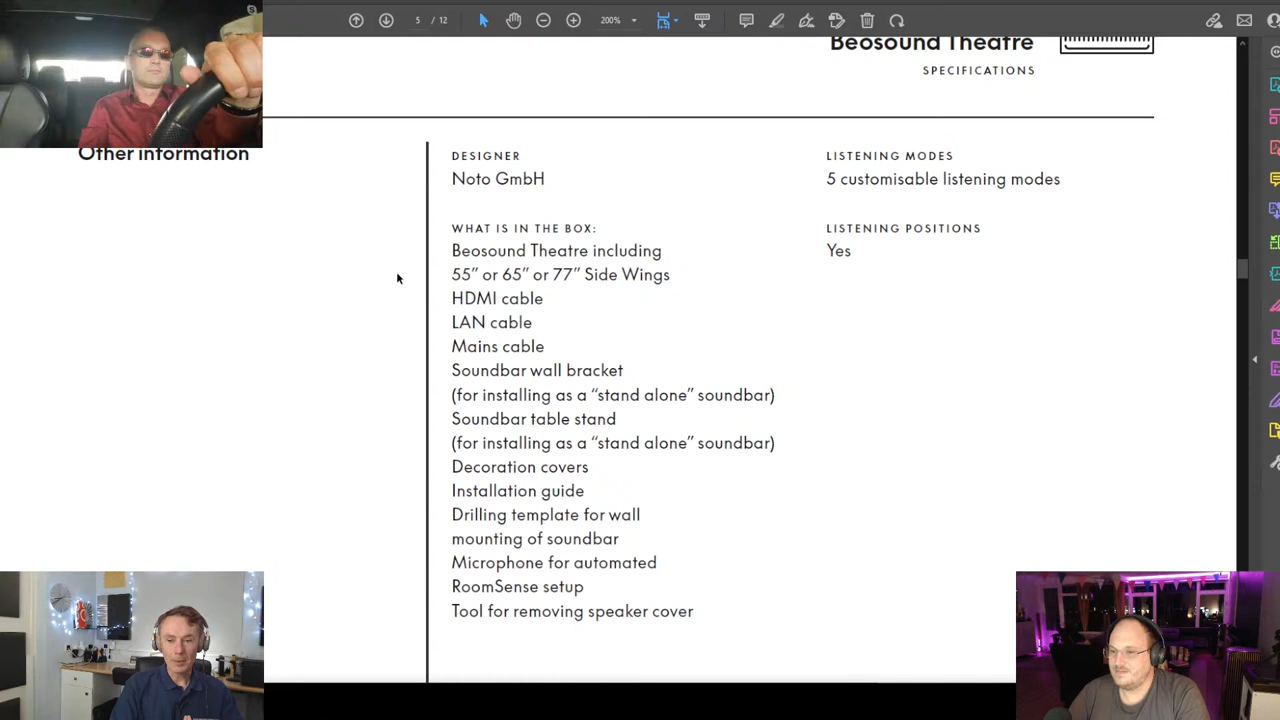 5 / 12
200%
Beosound Theatre
SPECIFICATIONS
Other information
DESIGNER
Noto GmbH
WHAT IS IN THE BOX:
Beosound Theatre including
55” or 65” or 77” Side Wings
HDMI cable
LAN cable
Mains cable
Soundbar wall bracket
(for installing as a “stand alone” soundbar)
Soundbar table stand
(for installing as a “stand alone” soundbar)
Decoration covers
Installation guide
Drilling template for wall
mounting of soundbar
Microphone for automated
RoomSense setup
Tool for removing speaker cover
LISTENING MODES
5 customisable listening modes
LISTENING POSITIONS
Yes